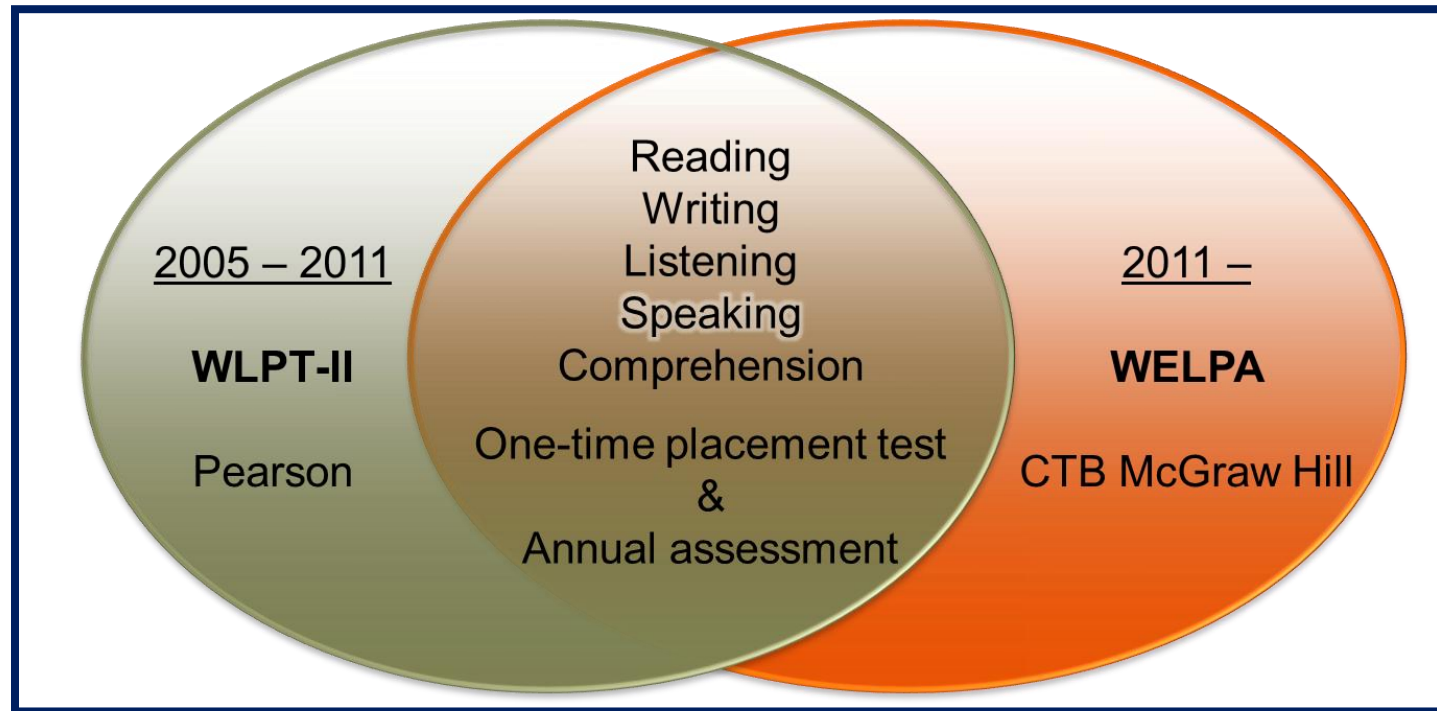 2005 – 2011
WLPT-II
Pearson
Reading
Writing
Listening
Speaking
Comprehension
One-time placement test
&
Annual assessment
2011 –
WELPA
CTB McGraw Hill